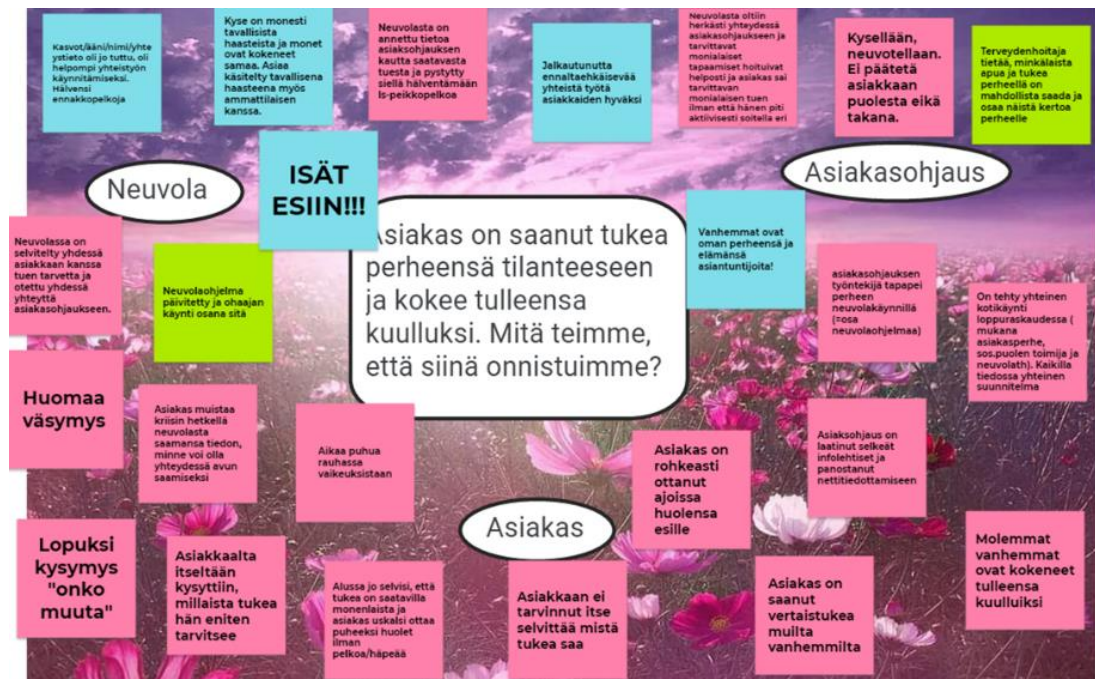 Kasvot/ääni/nimi/yhte
ystieto oli jo tuttu, oli
helpompi yhteistyön
käynnitämiseksi.
Hälvensi
ennakkopelkoja
Kyse on monesti
tavallisista
haasteista ja monet
ovat kokeneet
samaa. Asiaa
käsitelty tavallisena
haasteena myös
ammattilaisen
kanssa.
Neuvolasta on
annettu tietoa
asiaksohjauksen
kautta saatavasta
tuesta ja pystytty
siellä hälventämään
ls-peikkopelkoa
Jalkautunutta
ennaltaehkäisevää
yhteistä työtä
asiakkaiden hyväksi
Neuvolasta oltiin
herkästi yhteydessä
asiakasohjaukseen ja
tarvittavat
monialaiset
tapaamiset hoituivat
helposti ja asiakas sai
tarvittavan
monialaisen tuen
ilman että hänen piti
aktiivisesti soitella eri
Kysellään,
neuvotellaan.
Ei päätetä
asiakkaan
puolesta eikä
takana.
Terveydenhoitaja
tietää, minkälaista
apua ja tukea
perheellä on
mahdollista saada ja
osaa näistä kertoa
perheelle
Neuvola
ISÄT
ESIIN!!!
Asiakasohjaus
Asiakas on saanut tukea
perheensä tilanteeseen
ja kokee tulleensa
kuulluksi. Mitä teimme,
että siinä onnistuimme?
Vanhemmat ovat
oman perheensä ja
elämänsä
asiantuntijoita!
Neuvolassa on
selvitelty yhdessä
asiakkaan kanssa
tuen tarvetta ja
otettu yhdessä
yhteyttä
asiakasohjaukseen.
Neuvolaohjelma
päivitetty ja ohaajan
käynti osana sitä
asiakasohjauksen
työntekijä tapapei
perheen
neuvolakäynnillä
(=osa
neuvolaohjelmaa)
On tehty yhteinen
kotikäynti
loppuraskaudessa (
mukana
asiakasperhe,
sos.puolen toimija ja
neuvolath). Kaikilla
tiedossa yhteinen
suunnitelma
Huomaa
väsymys
Asiakas muistaa
kriisin hetkellä
neuvolasta
saamansa tiedon,
minne voi olla
yhteydessä avun
saamiseksi
Aikaa puhua
rauhassa
vaikeuksistaan
Asiakas on
rohkeasti
ottanut
ajoissa
huolensa
esille
Asiaksohjaus on
laatinut selkeät
infolehtiset ja
panostanut
nettitiedottamiseen
Asiakas
Lopuksi
kysymys
"onko
muuta"
Asiakkaalta
itseltään
kysyttiin,
millaista tukea
hän eniten
tarvitsee
Alussa jo selvisi, että
tukea on saatavilla
monenlaista ja
asiakas uskalsi ottaa
puheeksi huolet
ilman
pelkoa/häpeää
Asiakkaan ei
tarvinnut itse
selvittää mistä
tukea saa
Asiakas on
saanut
vertaistukea
muilta
vanhemmilta
Molemmat
vanhemmat
ovat kokeneet
tulleensa
kuulluiksi